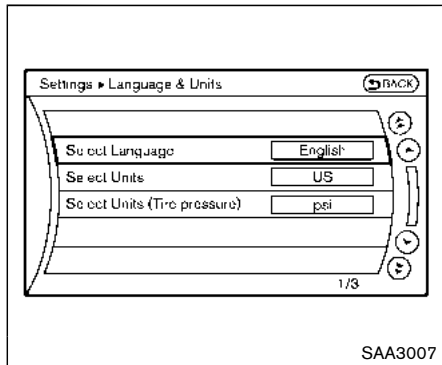 Settings ▸ Language & Units
BACK
Select Language English
Select Units US
Select Units (Tire pressure) psi
1/3
SAA3007